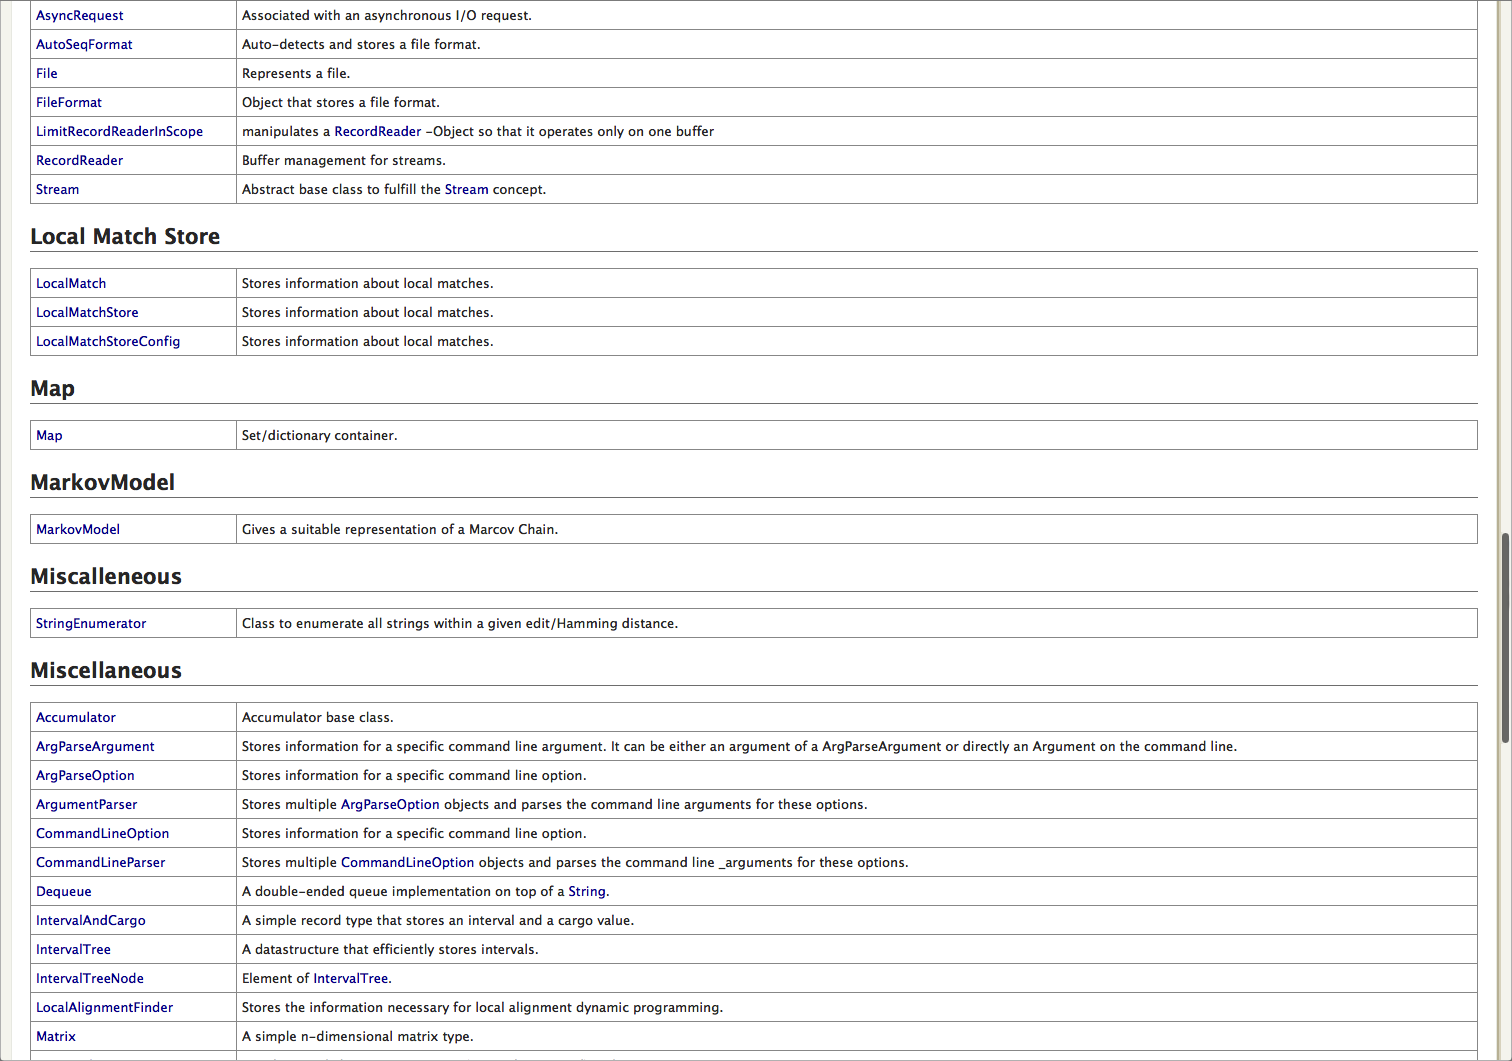 AsyncRequest Associated with an asynchronous I/O request.
AutoSeqFormat Auto-detects and stores a file format.
File Represents a file.
FileFormat Object that stores a file format.
LimitRecordReaderInScope manipulates a RecordReader -Object so that it operates only on one buffer
RecordReader Buffer management for streams.
Stream Abstract base class to fulfill the Stream concept.
Local Match Store
LocalMatch Stores information about local matches.
LocalMatchStore Stores information about local matches.
LocalMatchStoreConfig Stores information about local matches.
Map
Map Set/dictionary container.
MarkovModel
MarkovModel Gives a suitable representation of a Marcov Chain.
Miscalleneous
StringEnumerator Class to enumerate all strings within a given edit/Hamming distance.
Miscellaneous
Accumulator Accumulator base class.
ArgParseArgument Stores information for a specific command line argument. It can be either an argument of a ArgParseArgument or directly an Argument on the command line.
ArgParseOption Stores information for a specific command line option.
ArgumentParser Stores multiple ArgParseOption objects and parses the command line arguments for these options.
CommandLineOption Stores information for a specific command line option.
CommandLineParser Stores multiple CommandLineOption objects and parses the command line _arguments for these options.
Dequeue A double-ended queue implementation on top of a String.
IntervalAndCargo A simple record type that stores an interval and a cargo value.
IntervalTree A datastructure that efficiently stores intervals.
IntervalTreeNode Element of IntervalTree.
LocalAlignmentFinder Stores the information necessary for local alignment dynamic programming.
Matrix A simple n-dimensional matrix type.